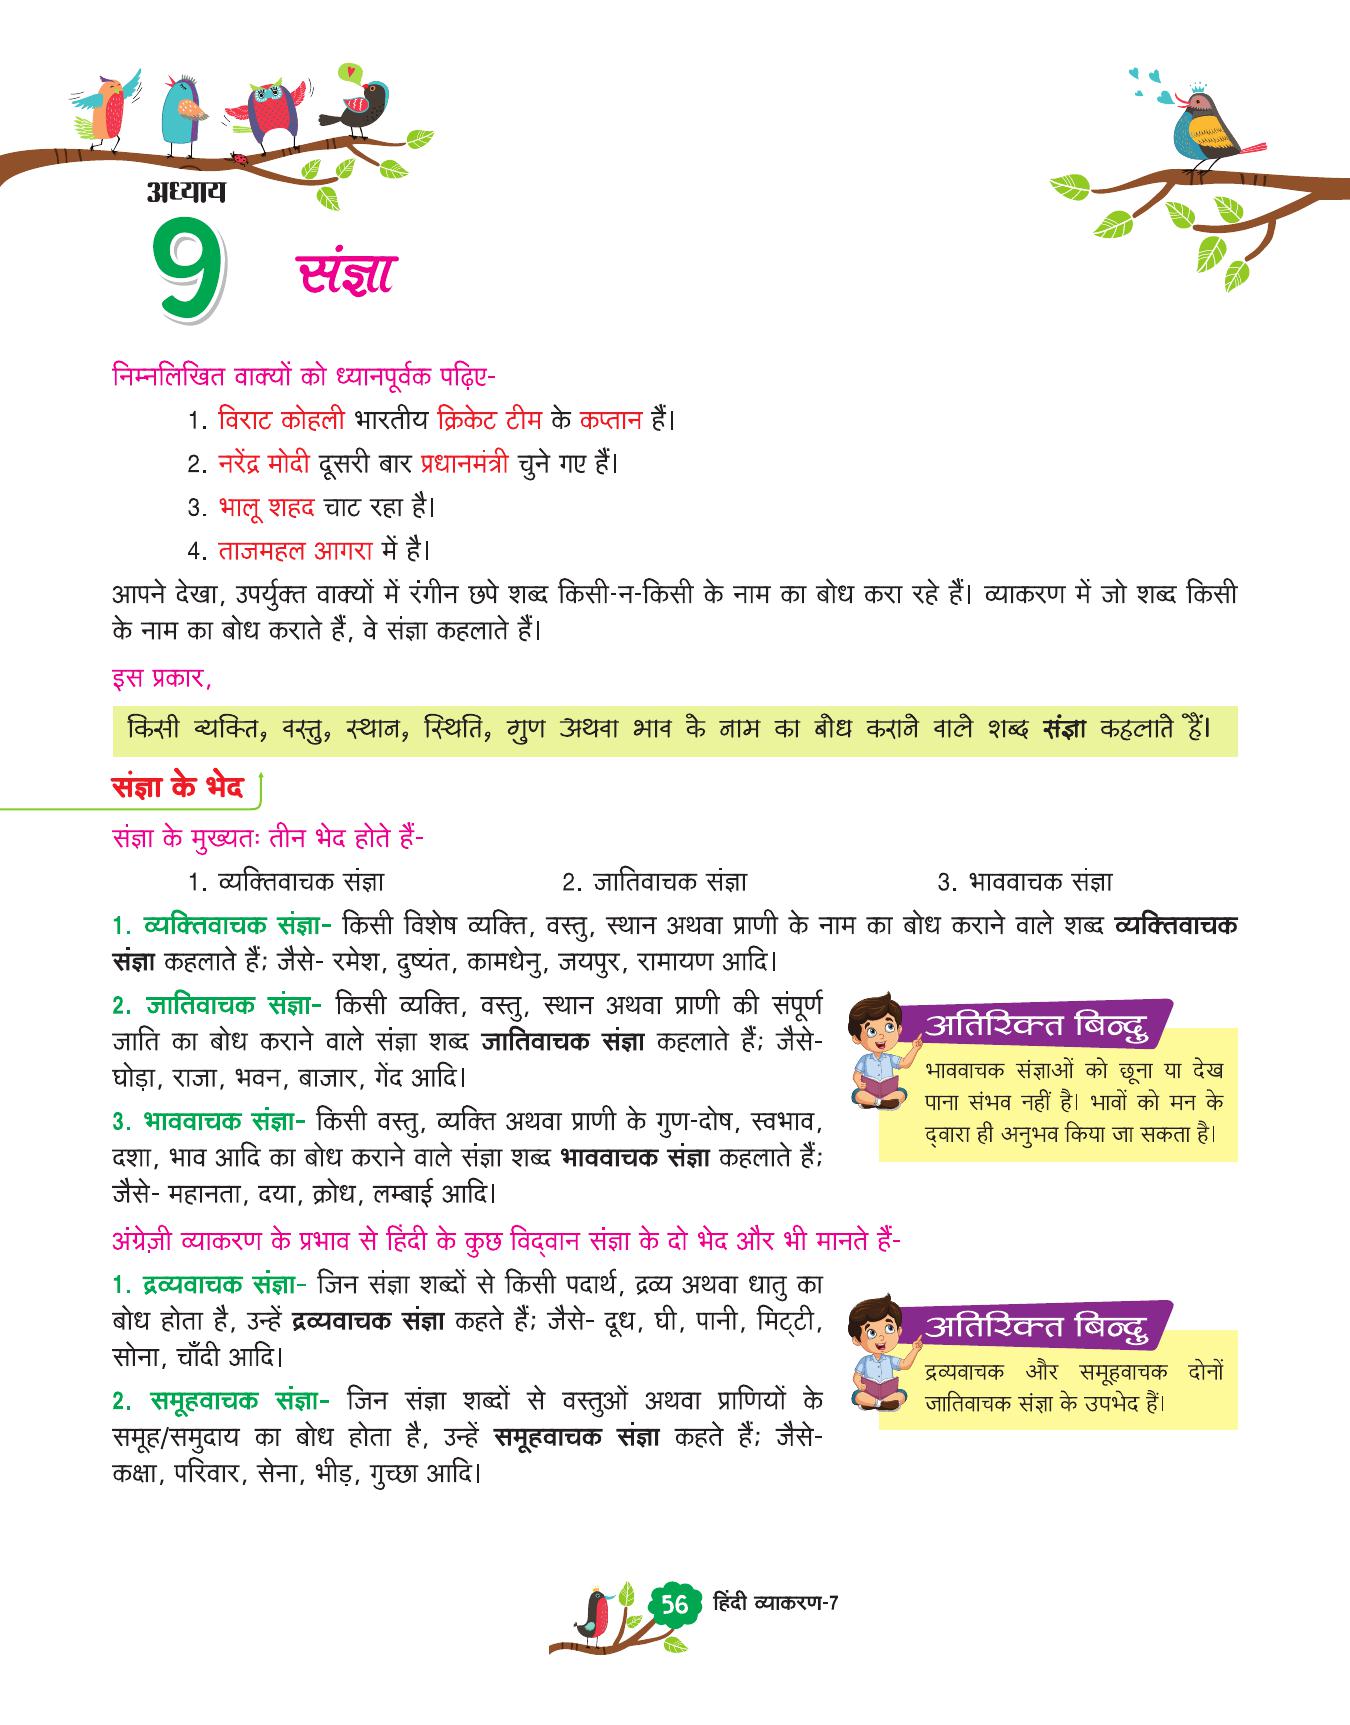 अध्याय
9
संज्ञा
निम्नलिखित वाक्यों को ध्यानपूर्वक पढ़िए-
1. विराट कोहली भारतीय क्रिकेट टीम के कप्तान हैं।
2. नरेंद्र मोदी दूसरी बार प्रधानमंत्री चुने गए हैं।
3. भालू शहद चाट रहा है।
4. ताजमहल आगरा में है।
आपने देखा, उपर्युक्त वाक्यों में रंगीन छपे शब्द किसी-न-किसी के नाम का बोध करा रहे हैं। व्याकरण में जो शब्द किसी
के नाम का बोध कराते हैं, वे संज्ञा कहलाते हैं।
इस प्रकार,
किसी व्यक्ति, वस्तु, स्थान, स्थिति, गुण अथवा भाव के नाम का बोध कराने वाले शब्द संज्ञा कहलाते हैं।
संज्ञा के भेद
संज्ञा के मुख्यतः तीन भेद होते हैं-
1. व्यक्तिवाचक संज्ञा 2. जातिवाचक संज्ञा 3. भाववाचक संज्ञा
1. व्यक्तिवाचक संज्ञा- किसी विशेष व्यक्ति, वस्तु, स्थान अथवा प्राणी के नाम का बोध कराने वाले शब्द व्यक्तिवाचक
संज्ञा कहलाते हैं; जैसे- रमेश, दुष्यंत, कामधेनु, जयपुर, रामायण आदि।
2. जातिवाचक संज्ञा- किसी व्यक्ति, वस्तु, स्थान अथवा प्राणी की संपूर्ण
जाति का बोध कराने वाले संज्ञा शब्द जातिवाचक संज्ञा कहलाते हैं; जैसे-
घोड़ा, राजा, भवन, बाजार, गेंद आदि।
अतिरिक्त बिन्दु
भाववाचक संज्ञाओं को छूना या देख
पाना संभव नहीं है। भावों को मन के
द्‌वारा ही अनुभव किया जा सकता है।
3. भाववाचक संज्ञा- किसी वस्तु, व्यक्ति अथवा प्राणी के गुण-दोष, स्वभाव,
दशा, भाव आदि का बोध कराने वाले संज्ञा शब्द भाववाचक संज्ञा कहलाते हैं;
जैसे- महानता, दया, क्रोध, लम्बाई आदि।
अंग्रेज़ी व्याकरण के प्रभाव से हिंदी के कुछ विद्‌वान संज्ञा के दो भेद और भी मानते हैं-
1. द्रव्यवाचक संज्ञा- जिन संज्ञा शब्दों से किसी पदार्थ, द्रव्य अथवा धातु का
बोध होता है, उन्हें द्रव्यवाचक संज्ञा कहते हैं; जैसे- दूध, घी, पानी, मिट्‌टी,
सोना, चाँदी आदि।
अतिरिक्त बिन्दु
द्रव्यवाचक और समूहवाचक दोनों
जातिवाचक संज्ञा के उपभेद हैं।
2. समूहवाचक संज्ञा- जिन संज्ञा शब्दों से वस्तुओं अथवा प्राणियों के
समूह/समुदाय का बोध होता है, उन्हें समूहवाचक संज्ञा कहते हैं; जैसे-
कक्षा, परिवार, सेना, भीड़, गुच्छा आदि।
56 हिंदी व्याकरण-7